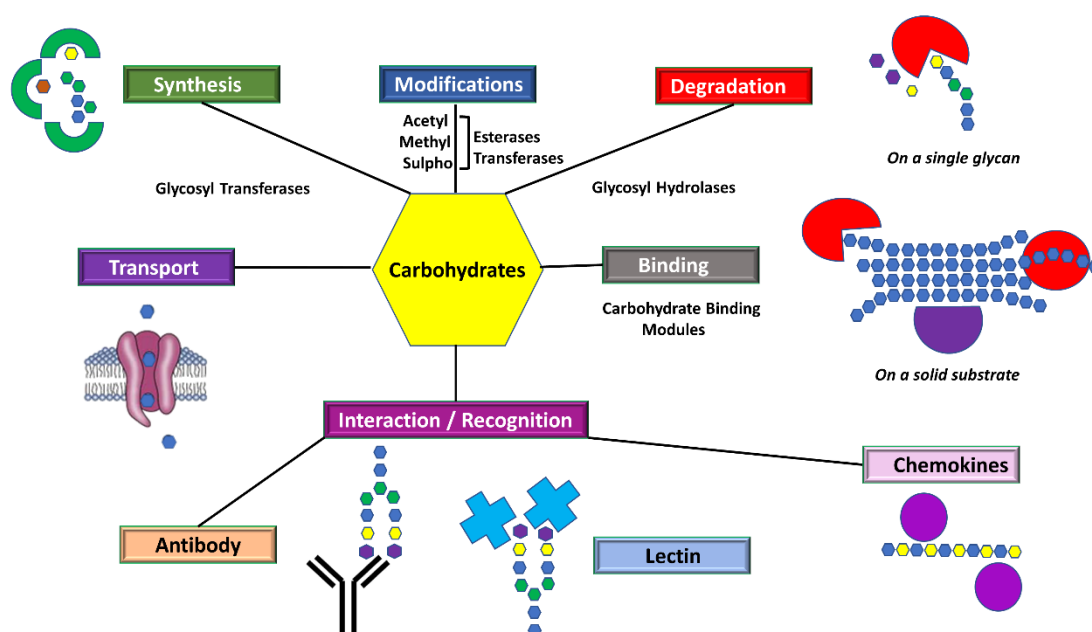 Synthesis
Modifications
Degradation
Acetyl
Methyl
Sulpho
Esterases
Transferases
On a single glycan
Glycosyl Transferases
Glycosyl Hydrolases
Transport
Carbohydrates
Binding
Carbohydrate Binding
Modules
On a solid substrate
Interaction / Recognition
Chemokines
Antibody
Lectin